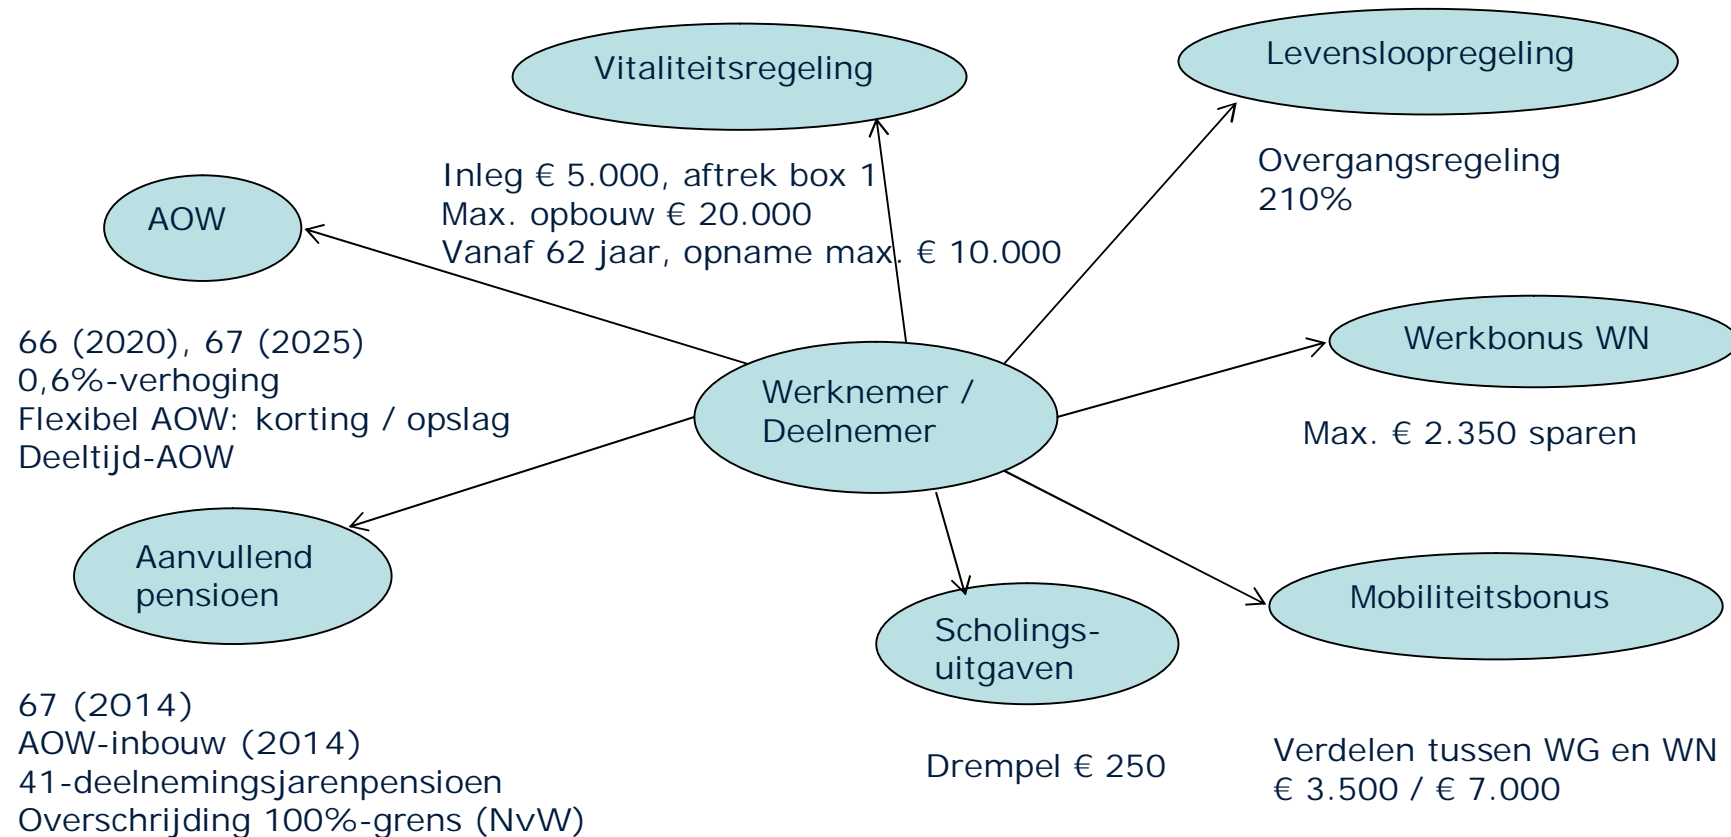 Vitaliteitsregeling
Levensloopregeling
Inleg € 5.000, aftrek box 1
Max. opbouw € 20.000
Vanaf 62 jaar, opname max. € 10.000
Overgangsregeling
210%
AOW
66 (2020), 67 (2025)
0,6%-verhoging
Flexibel AOW: korting / opslag
Deeltijd-AOW
Werknemer /
Deelnemer
Werkbonus WN
Max. € 2.350 sparen
Aanvullend
pensioen
67 (2014)
AOW-inbouw (2014)
41-deelnemingsjarenpensioen
Overschrijding 100%-grens (NvW)
Scholings-
uitgaven
Drempel € 250
Mobiliteitsbonus
Verdelen tussen WG en WN
€ 3.500 / € 7.000